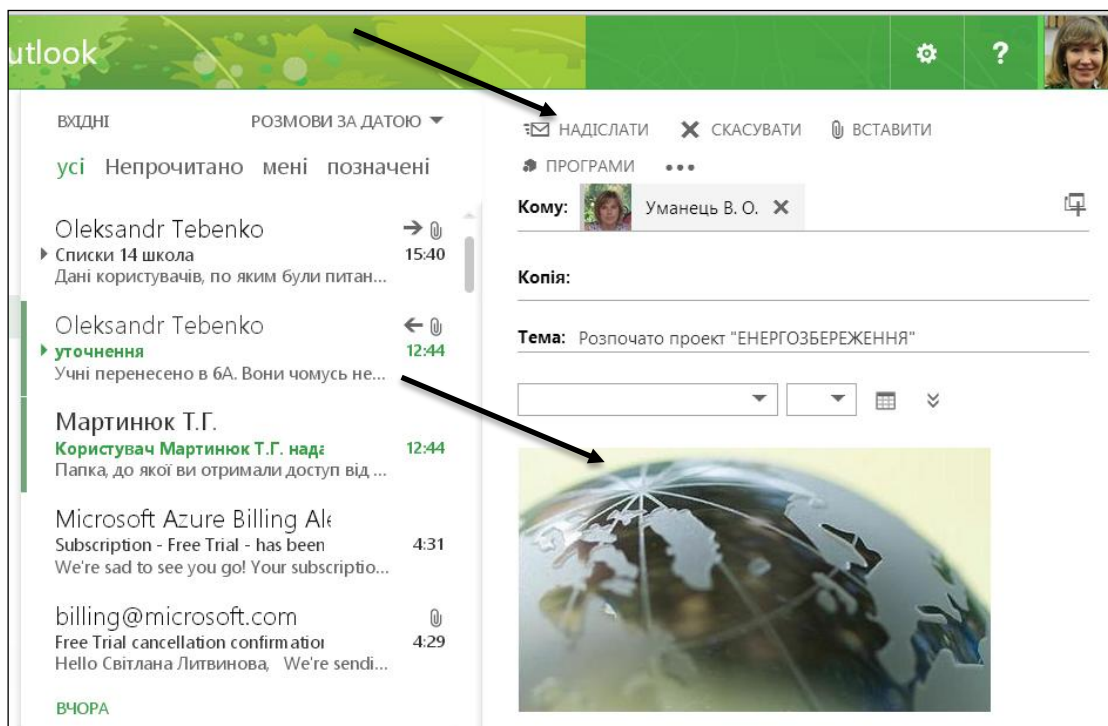 utlook
?
ВХІДНІ РОЗМОВИ ЗА ДАТОЮ
усі Непрочитано мені позначені
Oleksandr Tebenko
Списки 14 школа 15:40
Дані користувачів, по яким були питан...
Oleksandr Tebenko
уточнення 12:44
Учні перенесено в 6А. Вони чомусь не...
Мартинюк Т.Г.
Користувач Мартинюк Т.Г. нада 12:44
Папка, до якої ви отримали доступ від ...
Microsoft Azure Billing Ale
Subscription - Free Trial - has been 4:31
We're sad to see you go! Your subscriptio...
billing@microsoft.com
Free Trial cancellation confirmation 4:29
Hello Світлана Литвинова, We're sendi...
ВЧОРА
НАДІСЛАТИ СКАСУВАТИ ВСТАВИТИ
ПРОГРАМИ •••
Кому: Уманець В. О.
Копія:
Тема: Розпочато проект "ЕНЕРГОЗБЕРЕЖЕННЯ"